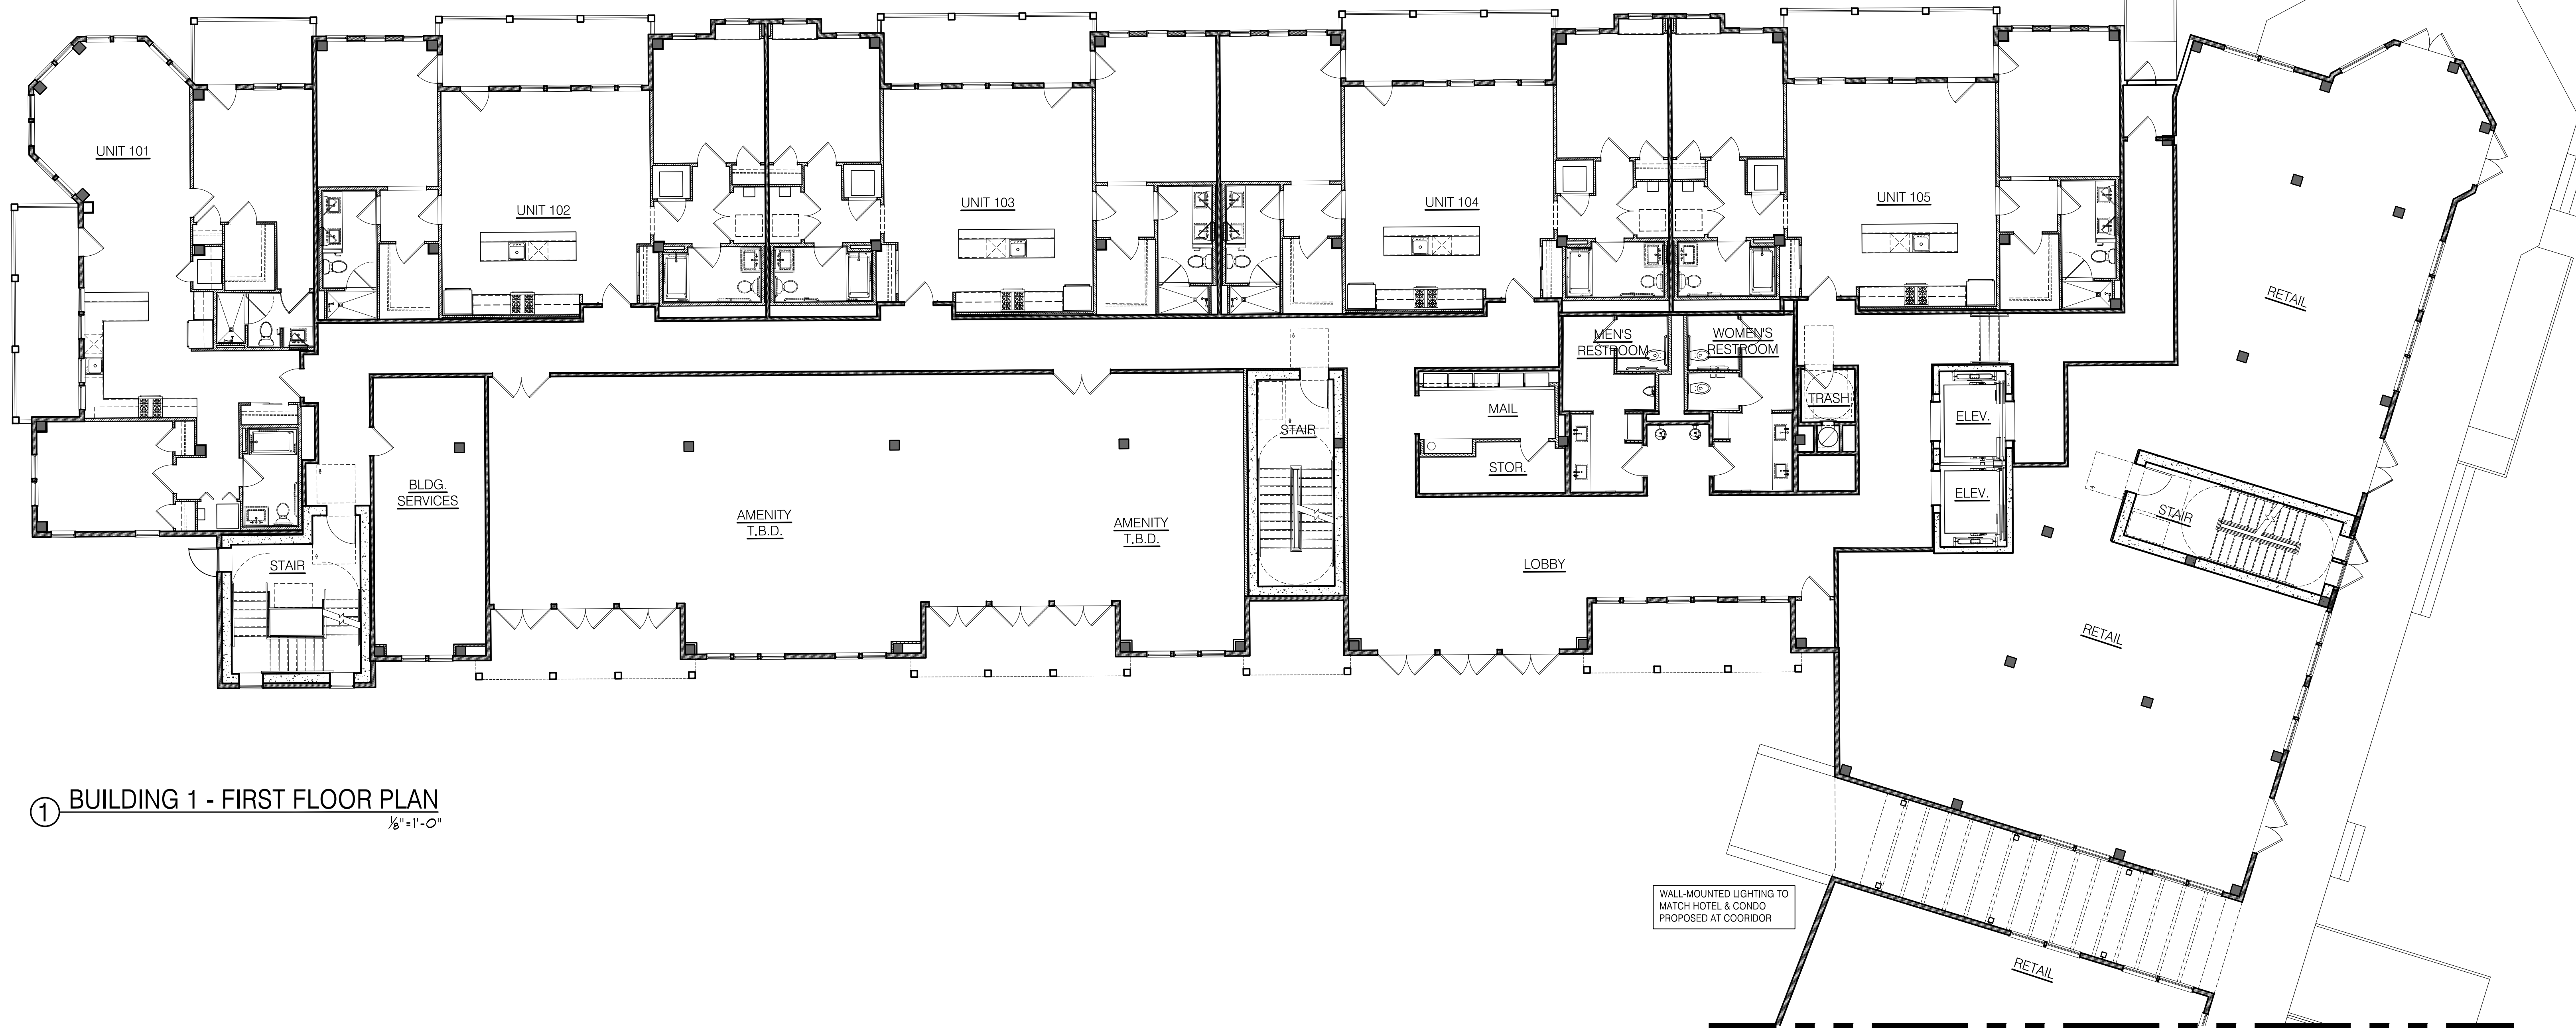 UNIT 101
UNIT 102
UNIT 103
UNIT 104
UNIT 105
RETAIL
MEN'S
RESTROOM
WOMEN'S
RESTROOM
TRASH
ELEV.
ELEV.
MAIL
STOR.
STAIR
STAIR
BLDG.
SERVICES
AMENITY
T.B.D.
AMENITY
T.B.D.
LOBBY
STAIR
RETAIL
1 BUILDING 1 - FIRST FLOOR PLAN
1/8"=1'-0"
WALL-MOUNTED LIGHTING TO
MATCH HOTEL & CONDO
PROPOSED AT COORIDOR
RETAIL